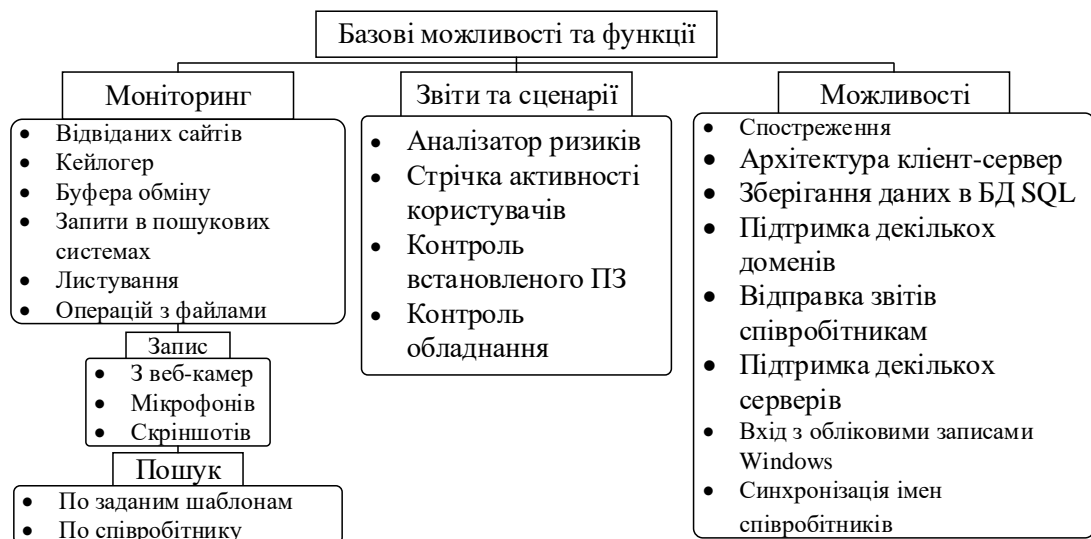 Базові можливості та функції
Моніторинг
• Відвіданих сайтів
• Кейлогер
• Буфера обміну
• Запити в пошукових
системах
• Листування
• Операцій з файлами
Запис
• З веб-камер
• Мікрофонів
• Скріншотів
Пошук
• По заданим шаблонам
• По співробітнику
Звіти та сценарії
• Аналізатор ризиків
• Стрічка активності
користувачів
• Контроль
встановленого ПЗ
• Контроль
обладнання
Можливості
• Спостреження
• Архітектура клієнт-сервер
• Зберігання даних в БД SQL
• Підтримка декількох
доменів
• Відправка звітів
співробітникам
• Підтримка декількох
серверів
• Вхід з обліковими записами
Windows
• Синхронізація імен
співробітників